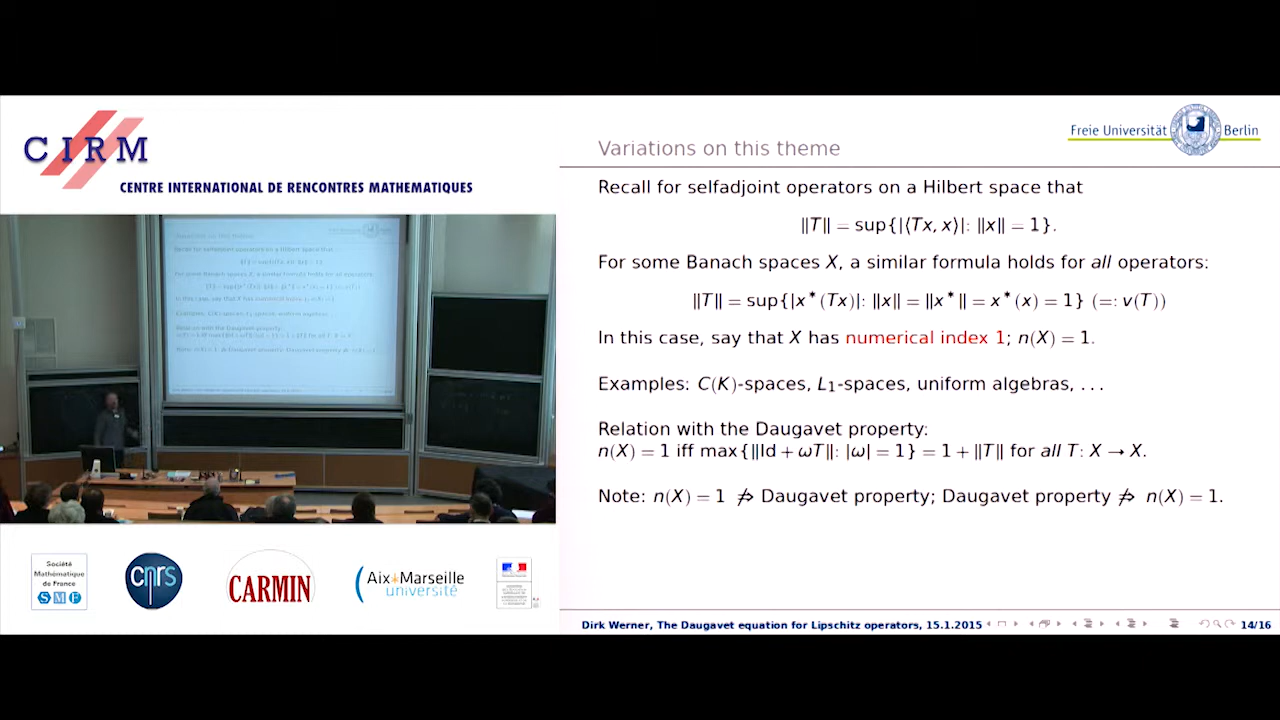 CIRM
CENTRE INTERNATIONAL DE RENCONTRES MATHEMATIQUES
Freie Universität Berlin
Variations on this theme
Recall for selfadjoint operators on a Hilbert space that
‖T‖ = sup{|⟨Tx, x⟩|: ‖x‖ = 1}.
For some Banach spaces X, a similar formula holds for all operators:
‖T‖ = sup{|x*(Tx)|: ‖x‖ = ‖x*‖ = x*(x) = 1} (=: v(T))
In this case, say that X has numerical index 1; n(X) = 1.
Examples: C(K)-spaces, L₁-spaces, uniform algebras, ...
Relation with the Daugavet property:
n(X) = 1 iff max{‖Id + ωT‖: |ω| = 1} = 1 + ‖T‖ for all T: X → X.
Note: n(X) = 1 ⇏ Daugavet property; Daugavet property ⇏ n(X) = 1.
Société
Mathématique
de France
SMF
cnrs
CARMIN
Aix*Marseille
université
Dirk Werner, The Daugavet equation for Lipschitz operators, 15.1.2015
14/16